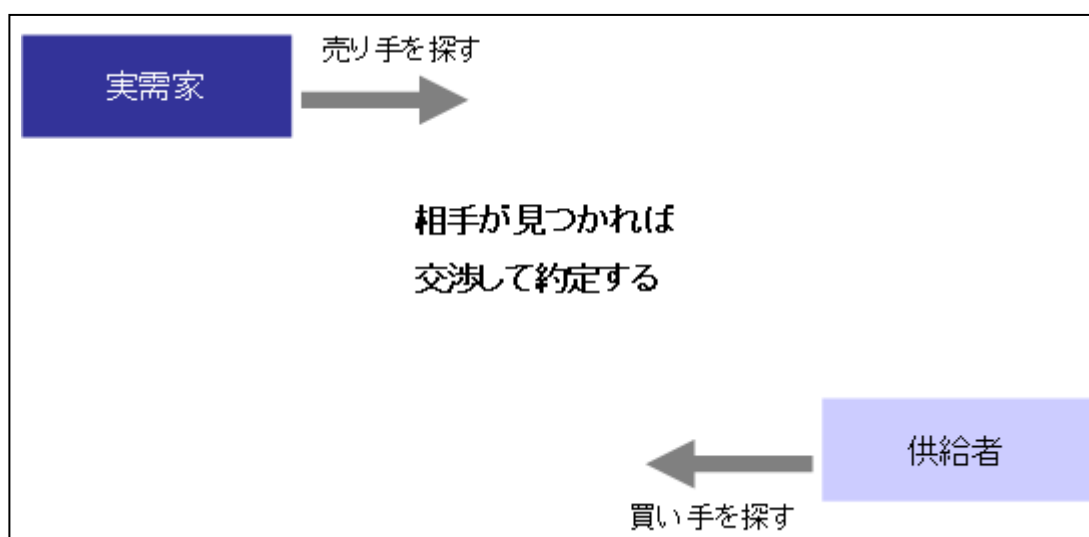 売り手を探す
実需家
相手が見つかれば
交渉して約定する
供給者
買い手を探す